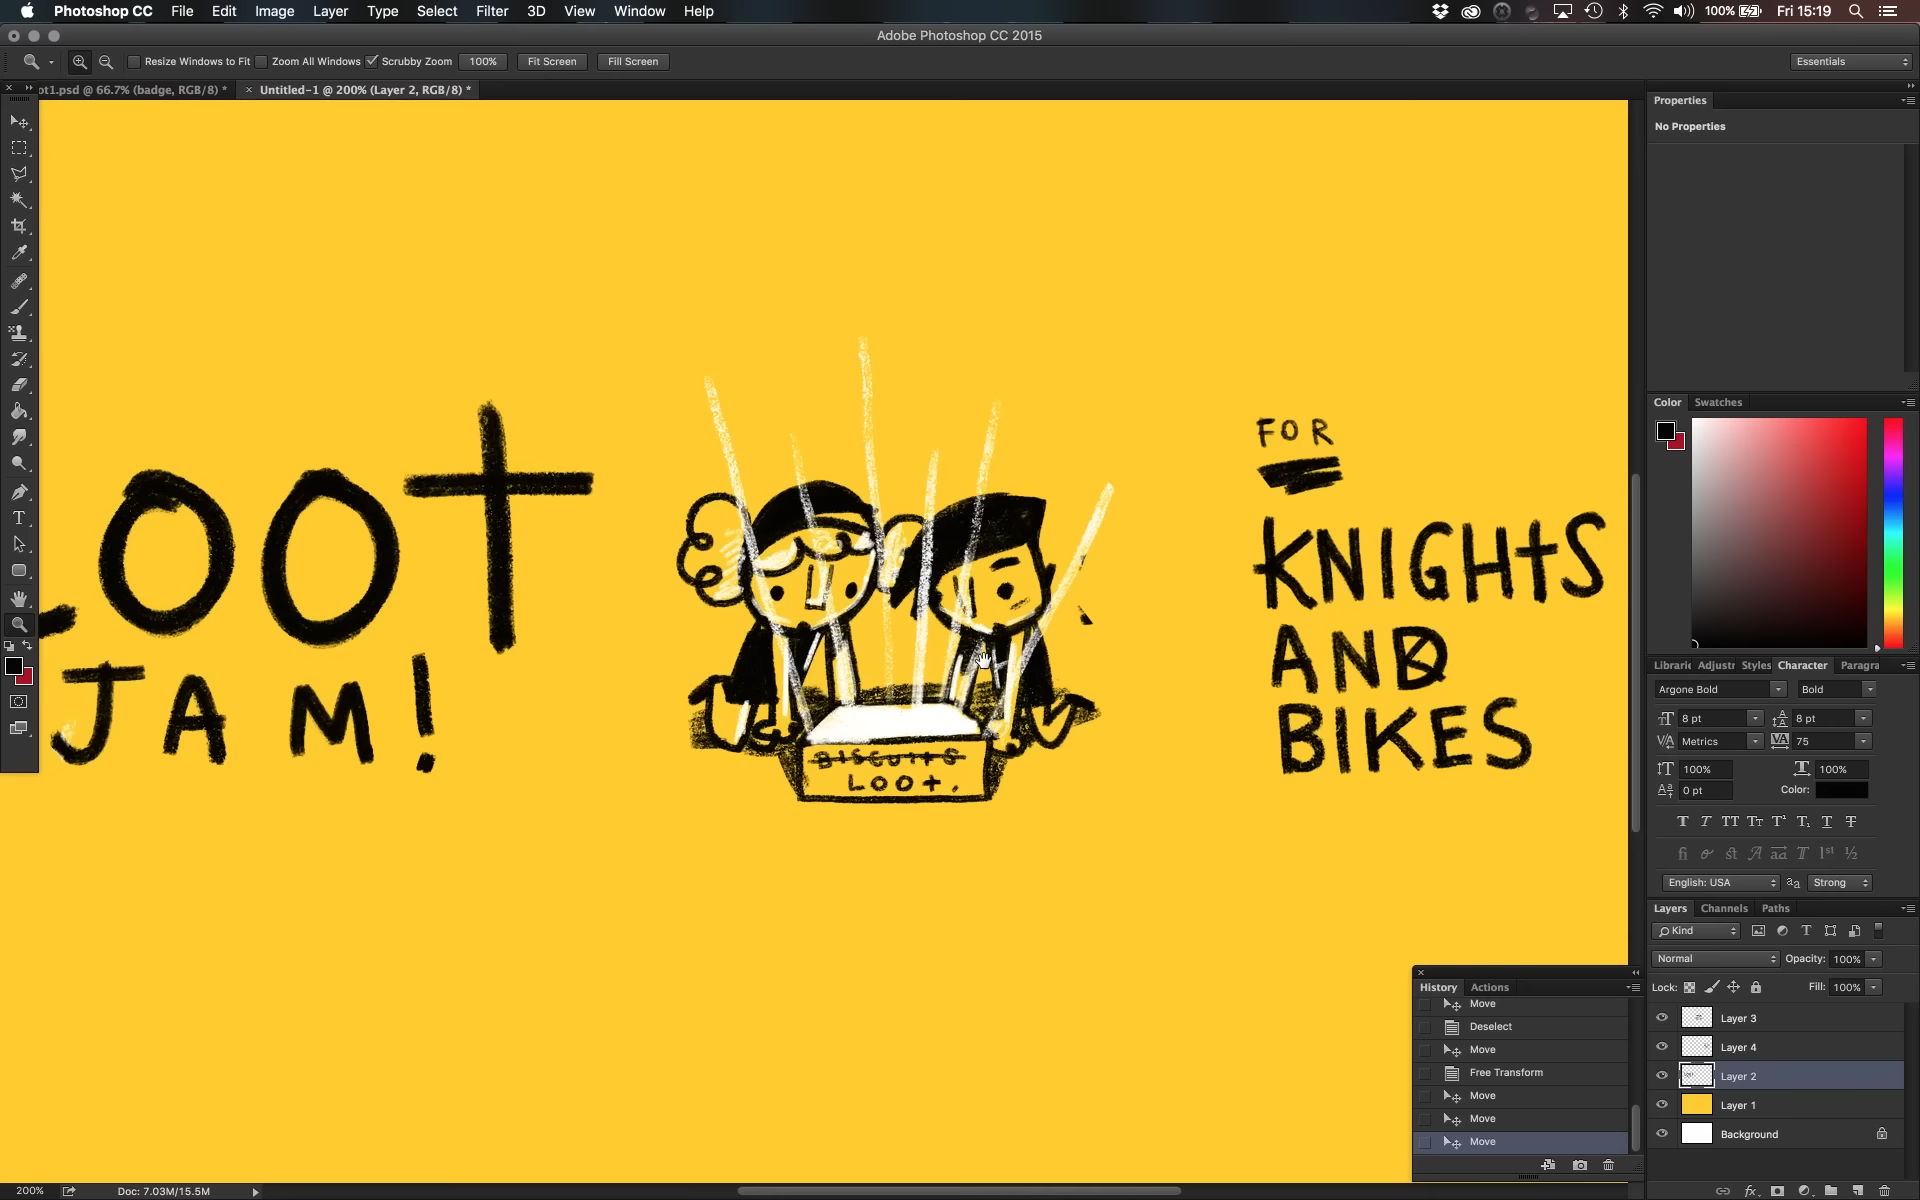 Photoshop CC File Edit Image Layer Type Select Filter 3D View Window Help 100% Fri 15:19
Adobe Photoshop CC 2015
Resize Windows to Fit Zoom All Windows Scrubby Zoom 100% Fit Screen Fill Screen Essentials
ot1.psd @ 66.7% (badge, RGB/8) * Untitled-1 @ 200% (Layer 2, RGB/8) *
Properties
No Properties
LOOT
JAM!
BISCUITS
LOOT.
FOR
KNIGHTS
AND
BIKES
Color Swatches
Librarie Adjustr Styles Character Paragra
Argone Bold Bold
8 pt 8 pt
Metrics 75
100% 100%
0 pt Color:
English: USA Strong
Layers Channels Paths
Kind
Normal Opacity: 100%
Lock: Fill: 100%
Layer 3
Layer 4
Layer 2
Layer 1
Background
History Actions
Move
Deselect
Move
Free Transform
Move
Move
Move
200% Doc: 7.03M/15.5M